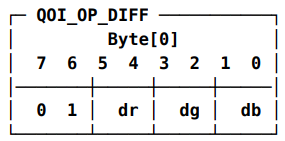 QOI_OP_DIFF
Byte[0]
7 6 5 4 3 2 1 0
0 1 dr dg db